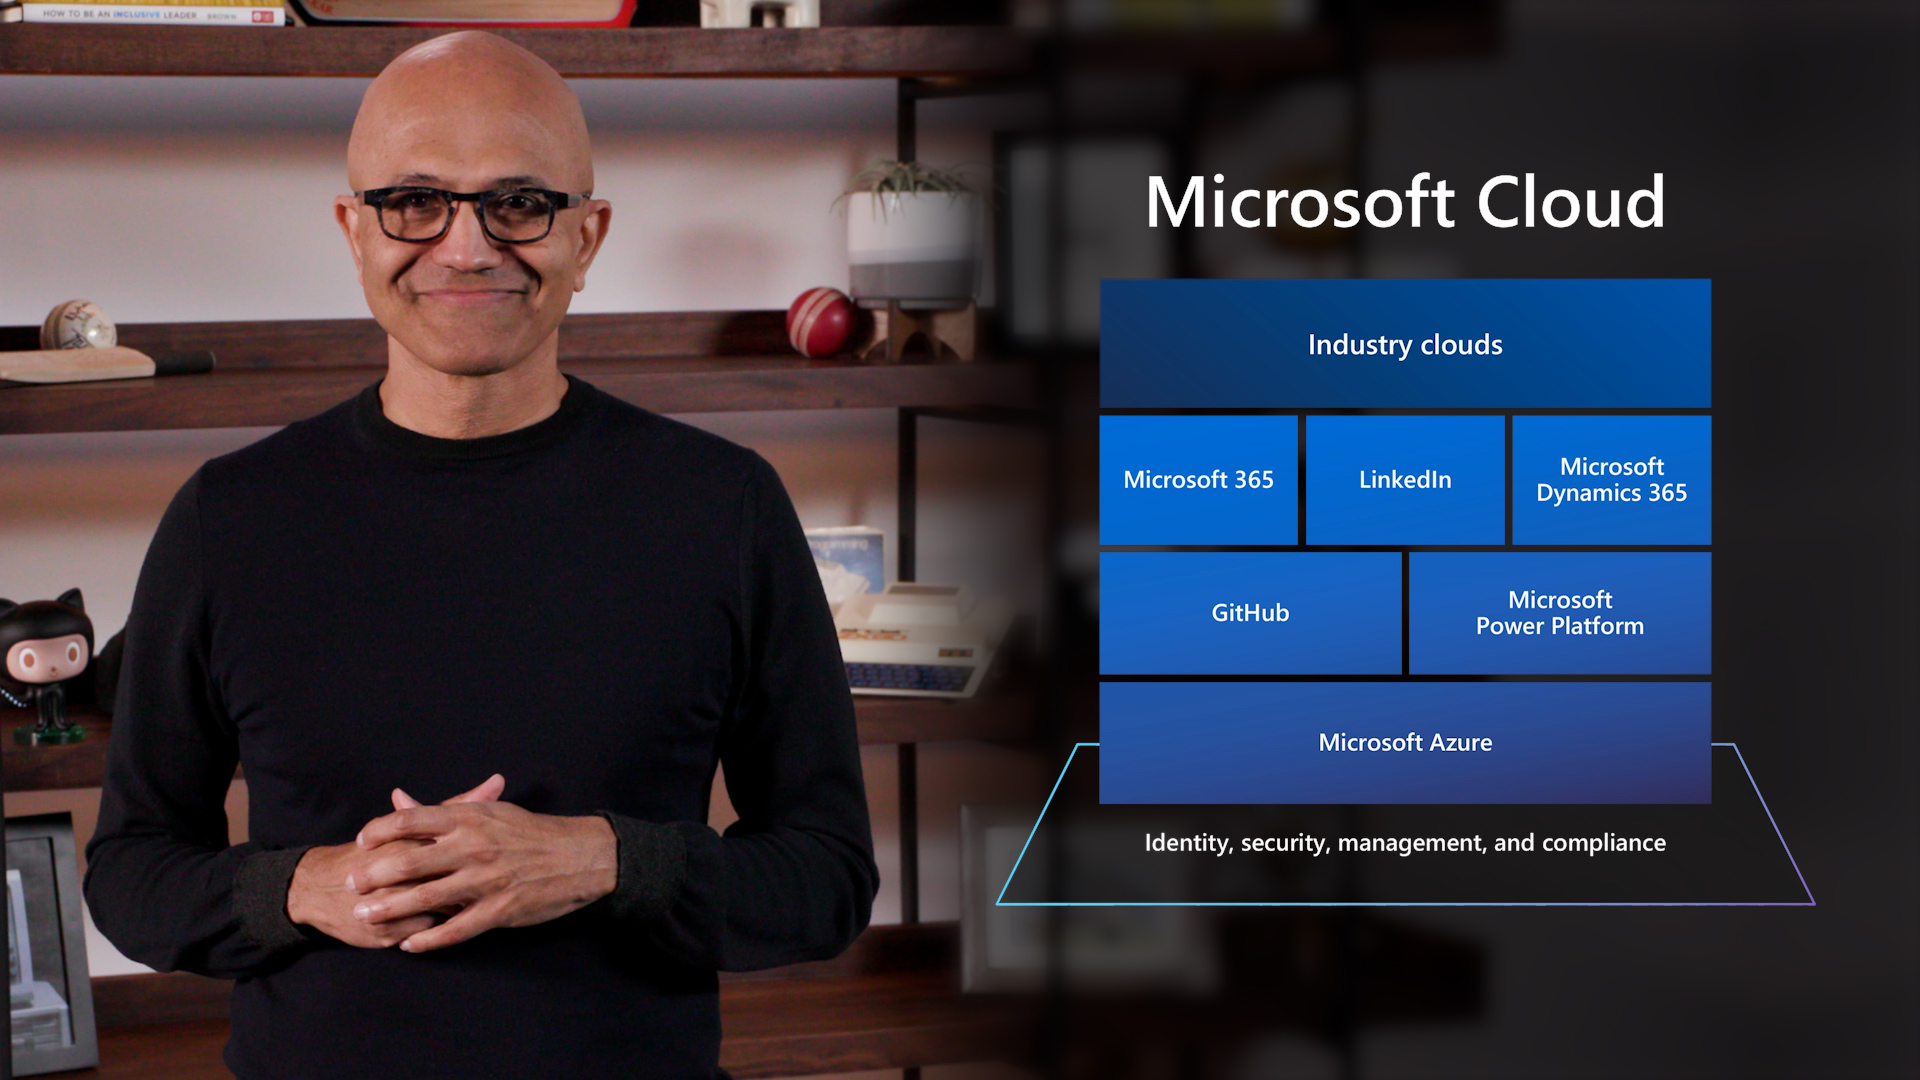 HOW TO BE AN INCLUSIVE LEADER BROWN
Microsoft Cloud
Industry clouds
Microsoft 365
LinkedIn
Microsoft
Dynamics 365
GitHub
Microsoft
Power Platform
Microsoft Azure
Identity, security, management, and compliance